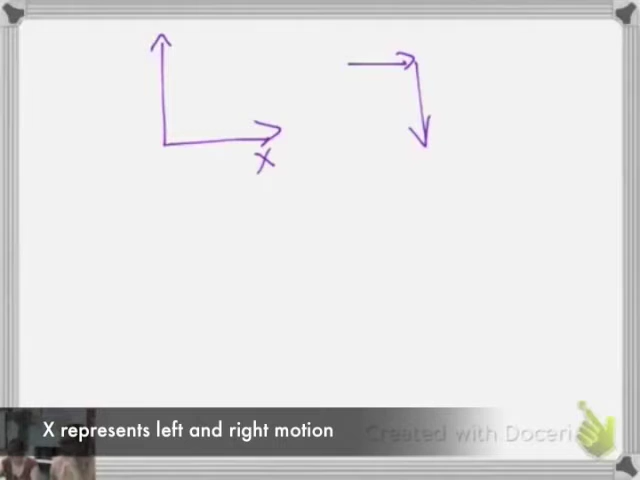 X
X represents left and right motion
Created with Doceri